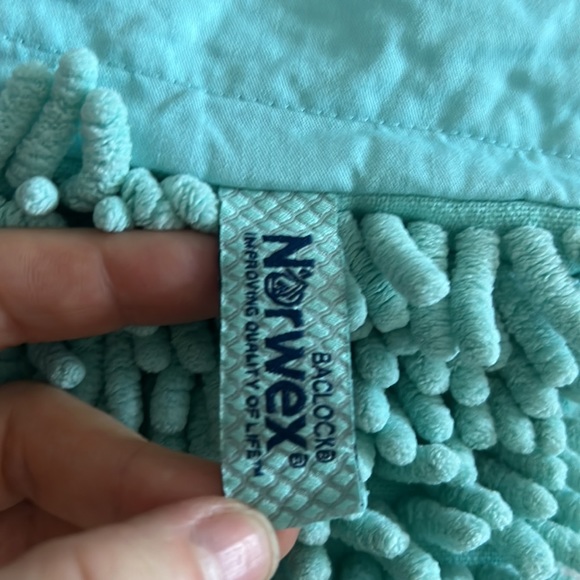 BACLOCK®
Norwex®
IMPROVING QUALITY OF LIFE™